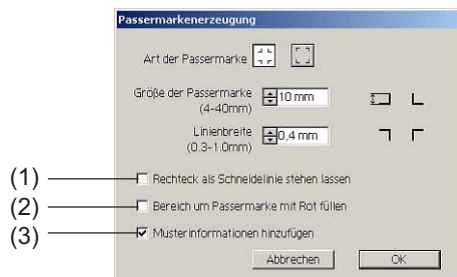 Passermarkenerzeugung
Art der Passermarke
Größe der Passermarke
(4-40mm)
10 mm
Linienbreite
(0.3-1.0mm)
0,4 mm
(1)
Rechteck als Schneidelinie stehen lassen
(2)
Bereich um Passermarke mit Rot füllen
(3)
Musterinformationen hinzufügen
Abbrechen
OK